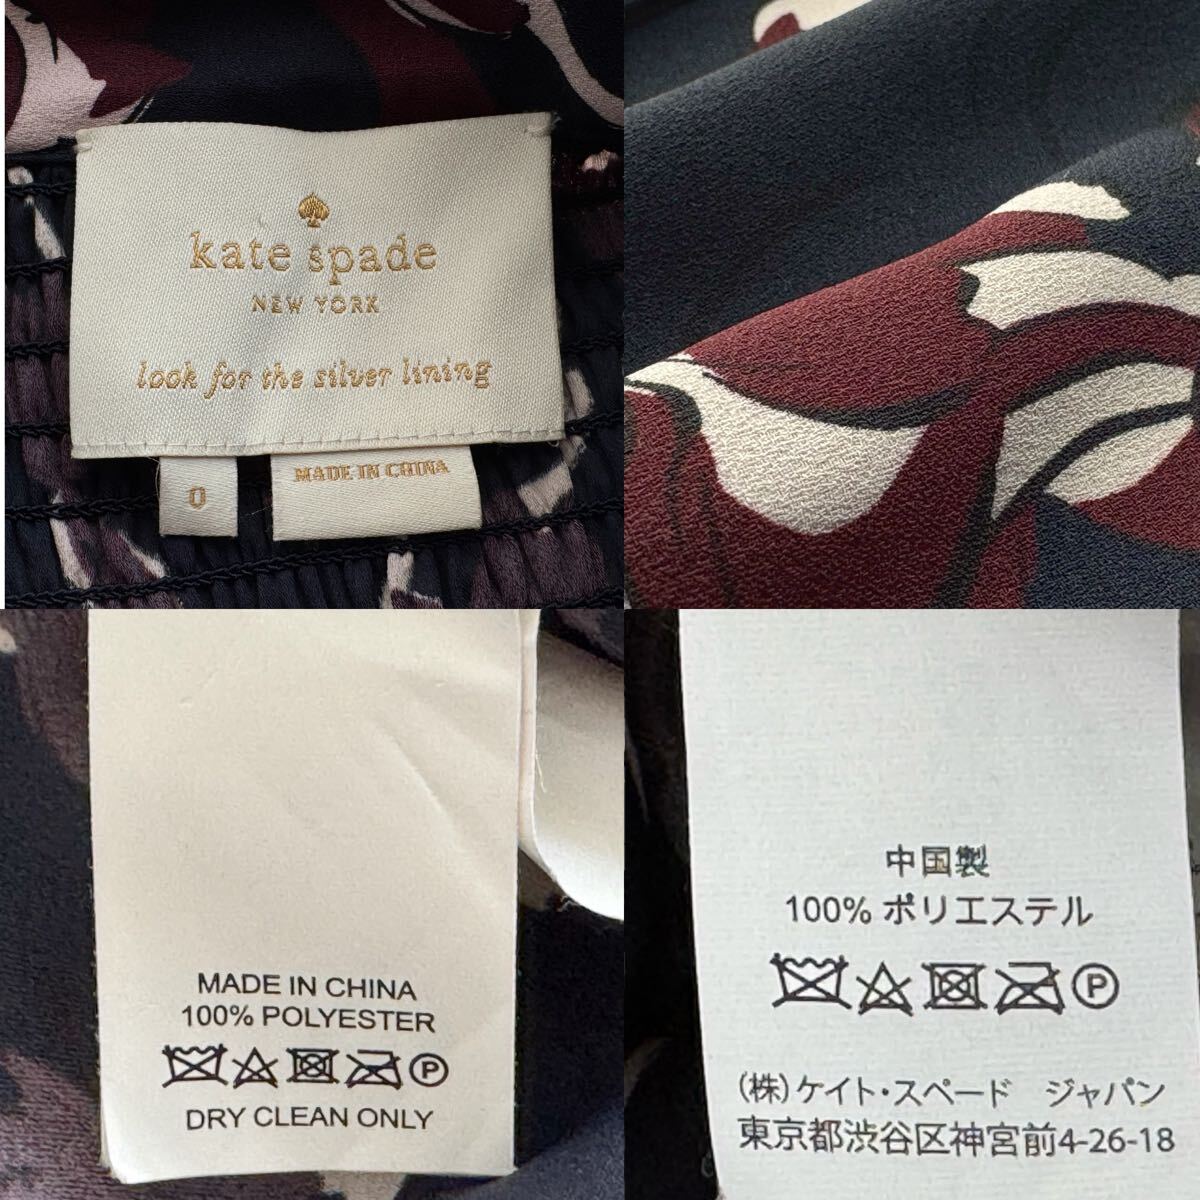 kate spade
NEW YORK
look for the silver lining
0
MADE IN CHINA
MADE IN CHINA
100% POLYESTER
P
DRY CLEAN ONLY
中国製
100% ポリエステル
P
(株)ケイト・スペード ジャパン
東京都渋谷区神宮前4-26-18